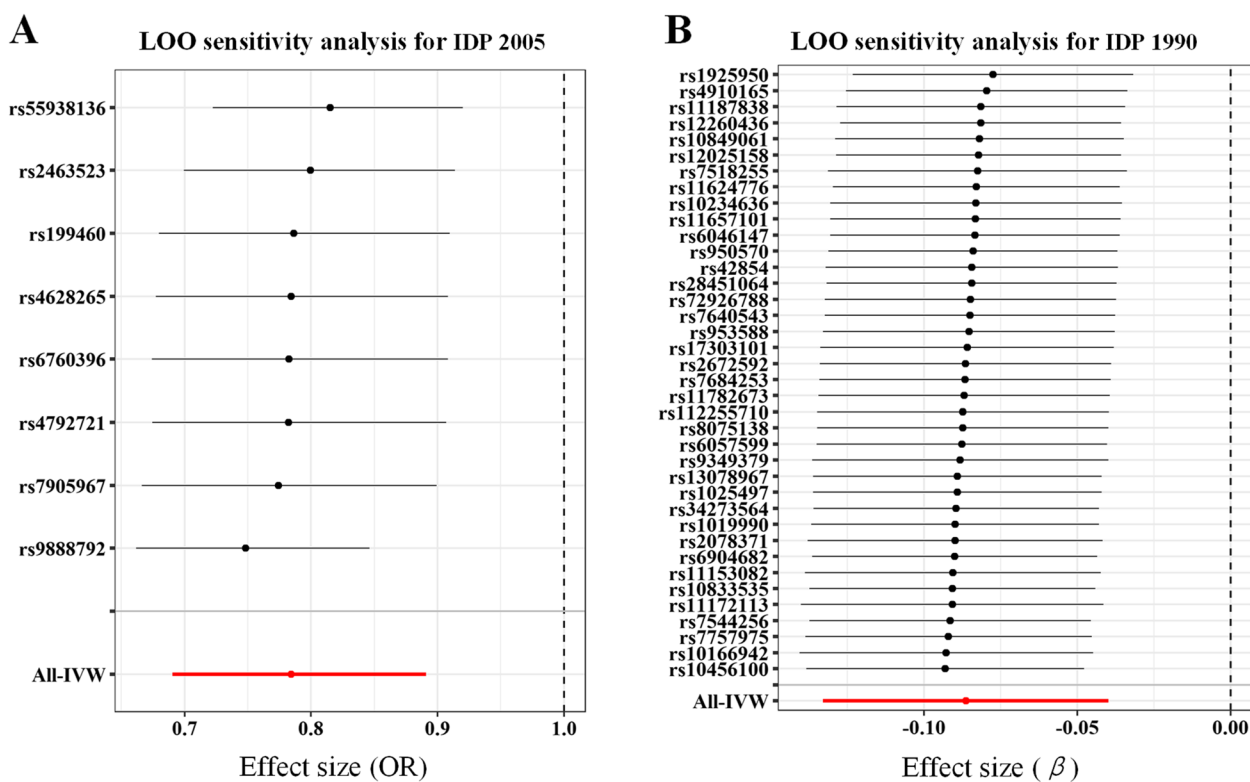 A
LOO sensitivity analysis for IDP 2005
rs55938136
rs2463523
rs199460
rs4628265
rs6760396
rs4792721
rs7905967
rs9888792
All-IVW
0.7 0.8 0.9 1.0
Effect size (OR)
B
LOO sensitivity analysis for IDP 1990
rs1925950
rs4910165
rs11187838
rs12260436
rs10849061
rs12025158
rs7518255
rs11624776
rs10234636
rs11657101
rs6046147
rs950570
rs42854
rs28451064
rs72926788
rs7640543
rs953588
rs17303101
rs2672592
rs7684253
rs11782673
rs112255710
rs8075138
rs6057599
rs9349379
rs13078967
rs1025497
rs34273564
rs1019990
rs2078371
rs6904682
rs11153082
rs10833535
rs11172113
rs7544256
rs7757975
rs10166942
rs10456100
All-IVW
-0.10 -0.05 0.00
Effect size ( β )